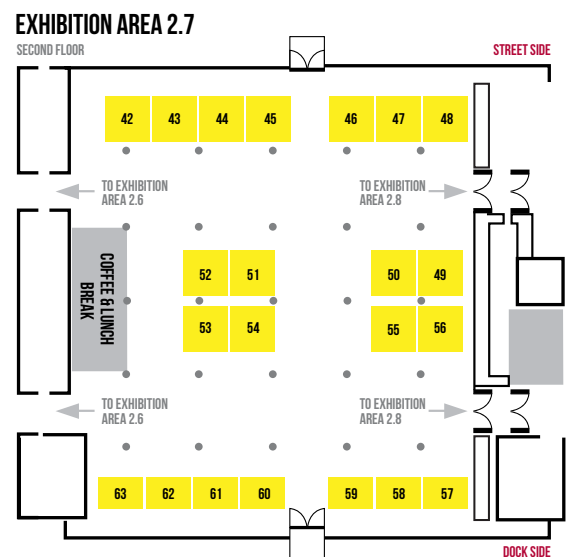 EXHIBITION AREA 2.7
SECOND FLOOR
STREET SIDE
42 43 44 45 46 47 48
TO EXHIBITION
AREA 2.6
TO EXHIBITION
AREA 2.8
COFFEE & LUNCH
BREAK
52 51 50 49
53 54 55 56
TO EXHIBITION
AREA 2.6
TO EXHIBITION
AREA 2.8
63 62 61 60 59 58 57
DOCK SIDE